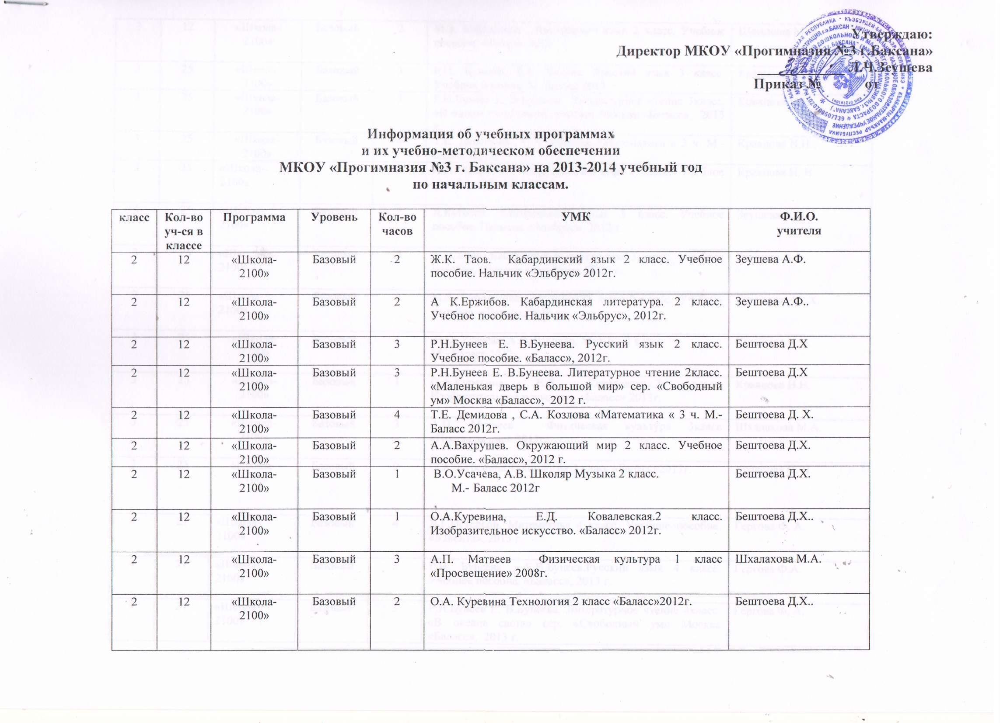 Утверждаю:
Директор МКОУ «Прогимназия №3 г.Баксана»
Л.Ч.Зеушева
Приказ № от
Информация об учебных программах
и их учебно-методическом обеспечении
МКОУ «Прогимназия №3 г. Баксана» на 2013-2014 учебный год
по начальным классам.
класс Кол-во Программа Уровень Кол-во УМК Ф.И.О.
уч-ся в часов учителя
классе
2 12 «Школа- Базовый 2 Ж.К. Таов. Кабардинский язык 2 класс. Учебное Зеушева А.Ф.
2100» пособие. Нальчик «Эльбрус» 2012г.
2 12 «Школа- Базовый 2 А К.Ержибов. Кабардинская литература. 2 класс. Зеушева А.Ф..
2100» Учебное пособие. Нальчик «Эльбрус», 2012г.
2 12 «Школа- Базовый 3 Р.Н.Бунеев Е. В.Бунеева. Русский язык 2 класс. Бештоева Д.Х
2100» Учебное пособие. «Баласс», 2012г.
2 12 «Школа- Базовый 3 Р.Н.Бунеев Е. В.Бунеева. Литературное чтение 2класс. Бештоева Д.Х
2100» «Маленькая дверь в большой мир» сер. «Свободный
ум» Москва «Баласс», 2012 г.
2 12 «Школа- Базовый 4 Т.Е. Демидова , С.А. Козлова «Математика « 3 ч. М.- Бештоева Д. Х.
2100» Баласс 2012г.
2 12 «Школа- Базовый 2 А.А.Вахрушев. Окружающий мир 2 класс. Учебное Бештоева Д.Х.
2100» пособие. «Баласс», 2012 г.
2 12 «Школа- Базовый 1 В.О.Усачева, А.В. Школяр Музыка 2 класс. Бештоева Д.Х.
2100» М.- Баласс 2012г
2 12 «Школа- Базовый 1 О.А.Куревина, Е.Д. Ковалевская.2 класс. Бештоева Д.Х..
2100» Изобразительное искусство. «Баласс» 2012г.
2 12 «Школа- Базовый 3 А.П. Матвеев Физическая культура 1 класс Шхалахова М.А.
2100» «Просвещение» 2008г.
2 12 «Школа- Базовый 2 О.А. Куревина Технология 2 класс «Баласс»2012г. Бештоева Д.Х..
2100»